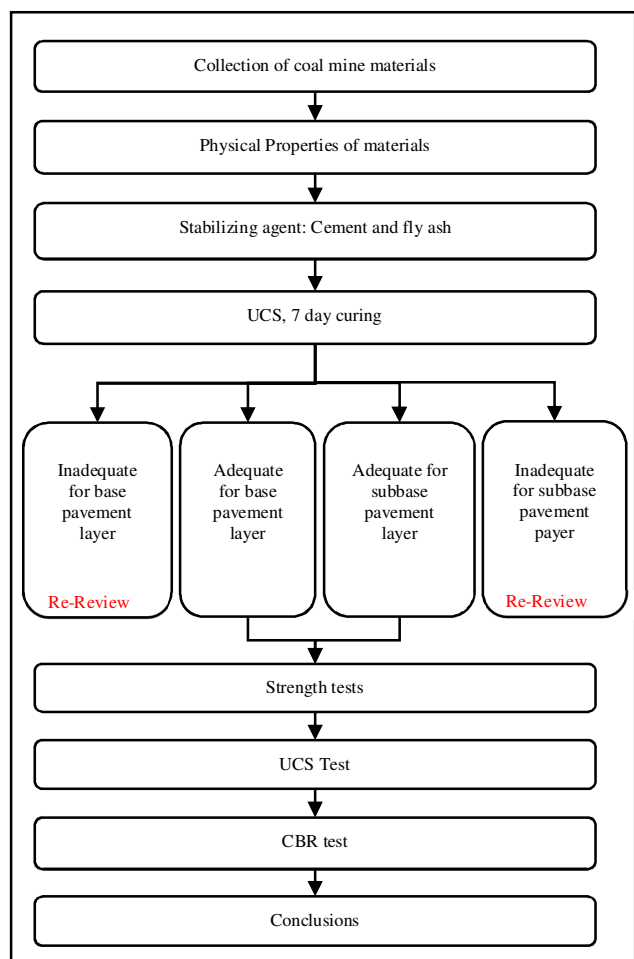 Collection of coal mine materials
Physical Properties of materials
Stabilizing agent: Cement and fly ash
UCS, 7 day curing
Inadequate
for base
pavement
layer
Re-Review
Adequate
for base
pavement
layer
Adequate for
subbase
pavement
layer
Inadequate
for subbase
pavement
payer
Re-Review
Strength tests
UCS Test
CBR test
Conclusions